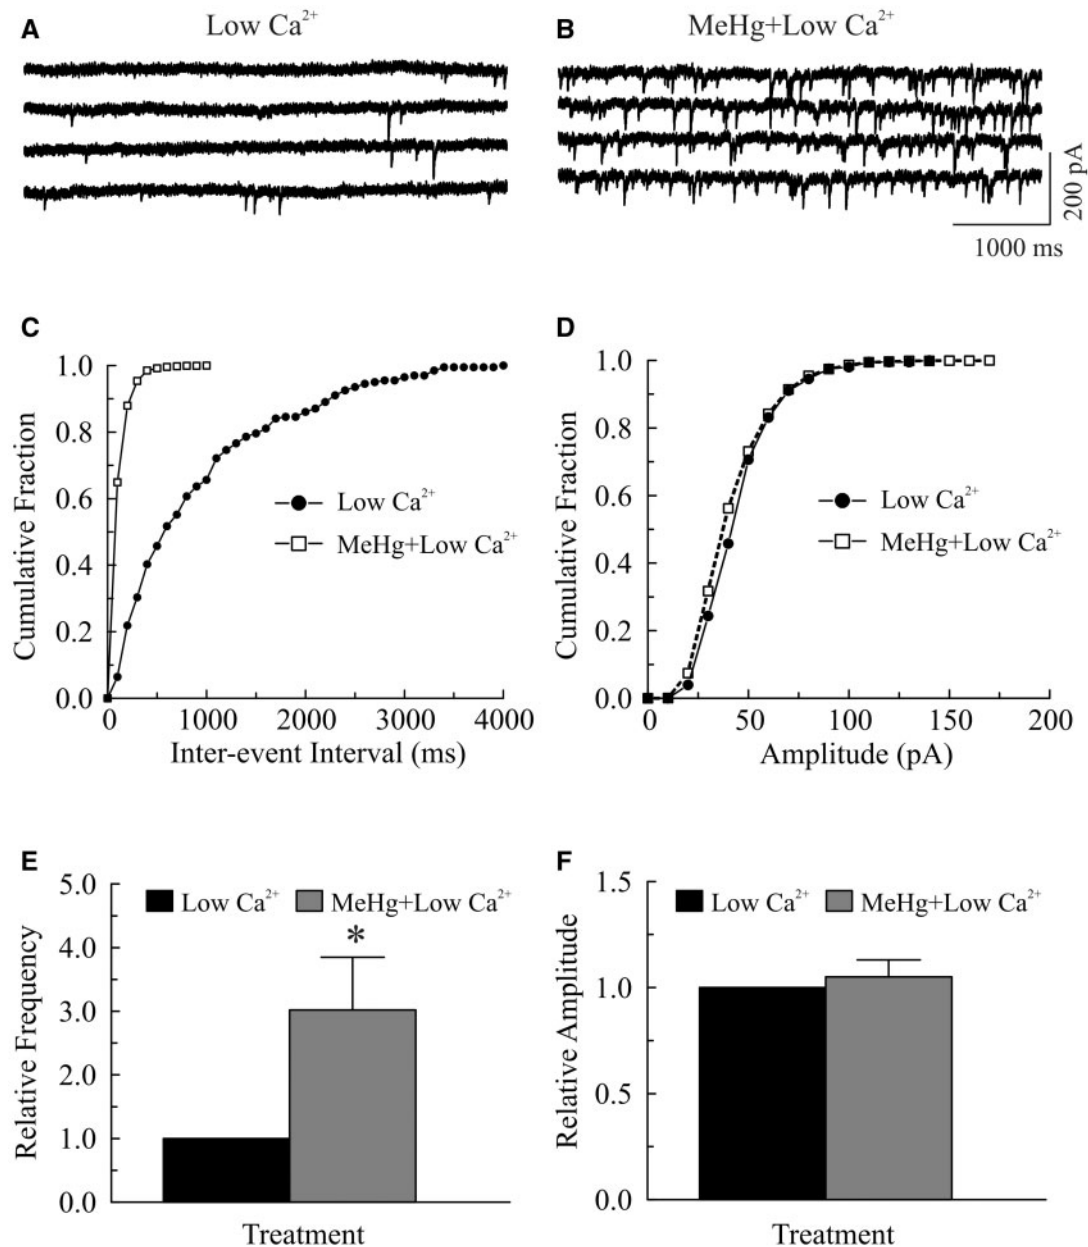 A
Low Ca²⁺
B
MeHg+Low Ca²⁺
200 pA
1000 ms
C
Cumulative Fraction
1.0
0.8
0.6
0.4
0.2
0.0
Low Ca²⁺
MeHg+Low Ca²⁺
0 1000 2000 3000 4000
Inter-event Interval (ms)
D
Cumulative Fraction
1.0
0.8
0.6
0.4
0.2
0.0
Low Ca²⁺
MeHg+Low Ca²⁺
0 50 100 150 200
Amplitude (pA)
E
Relative Frequency
5.0
4.0
3.0
2.0
1.0
0.0
Low Ca²⁺ MeHg+Low Ca²⁺
*
Treatment
F
Relative Amplitude
1.5
1.0
0.5
0.0
Low Ca²⁺ MeHg+Low Ca²⁺
Treatment